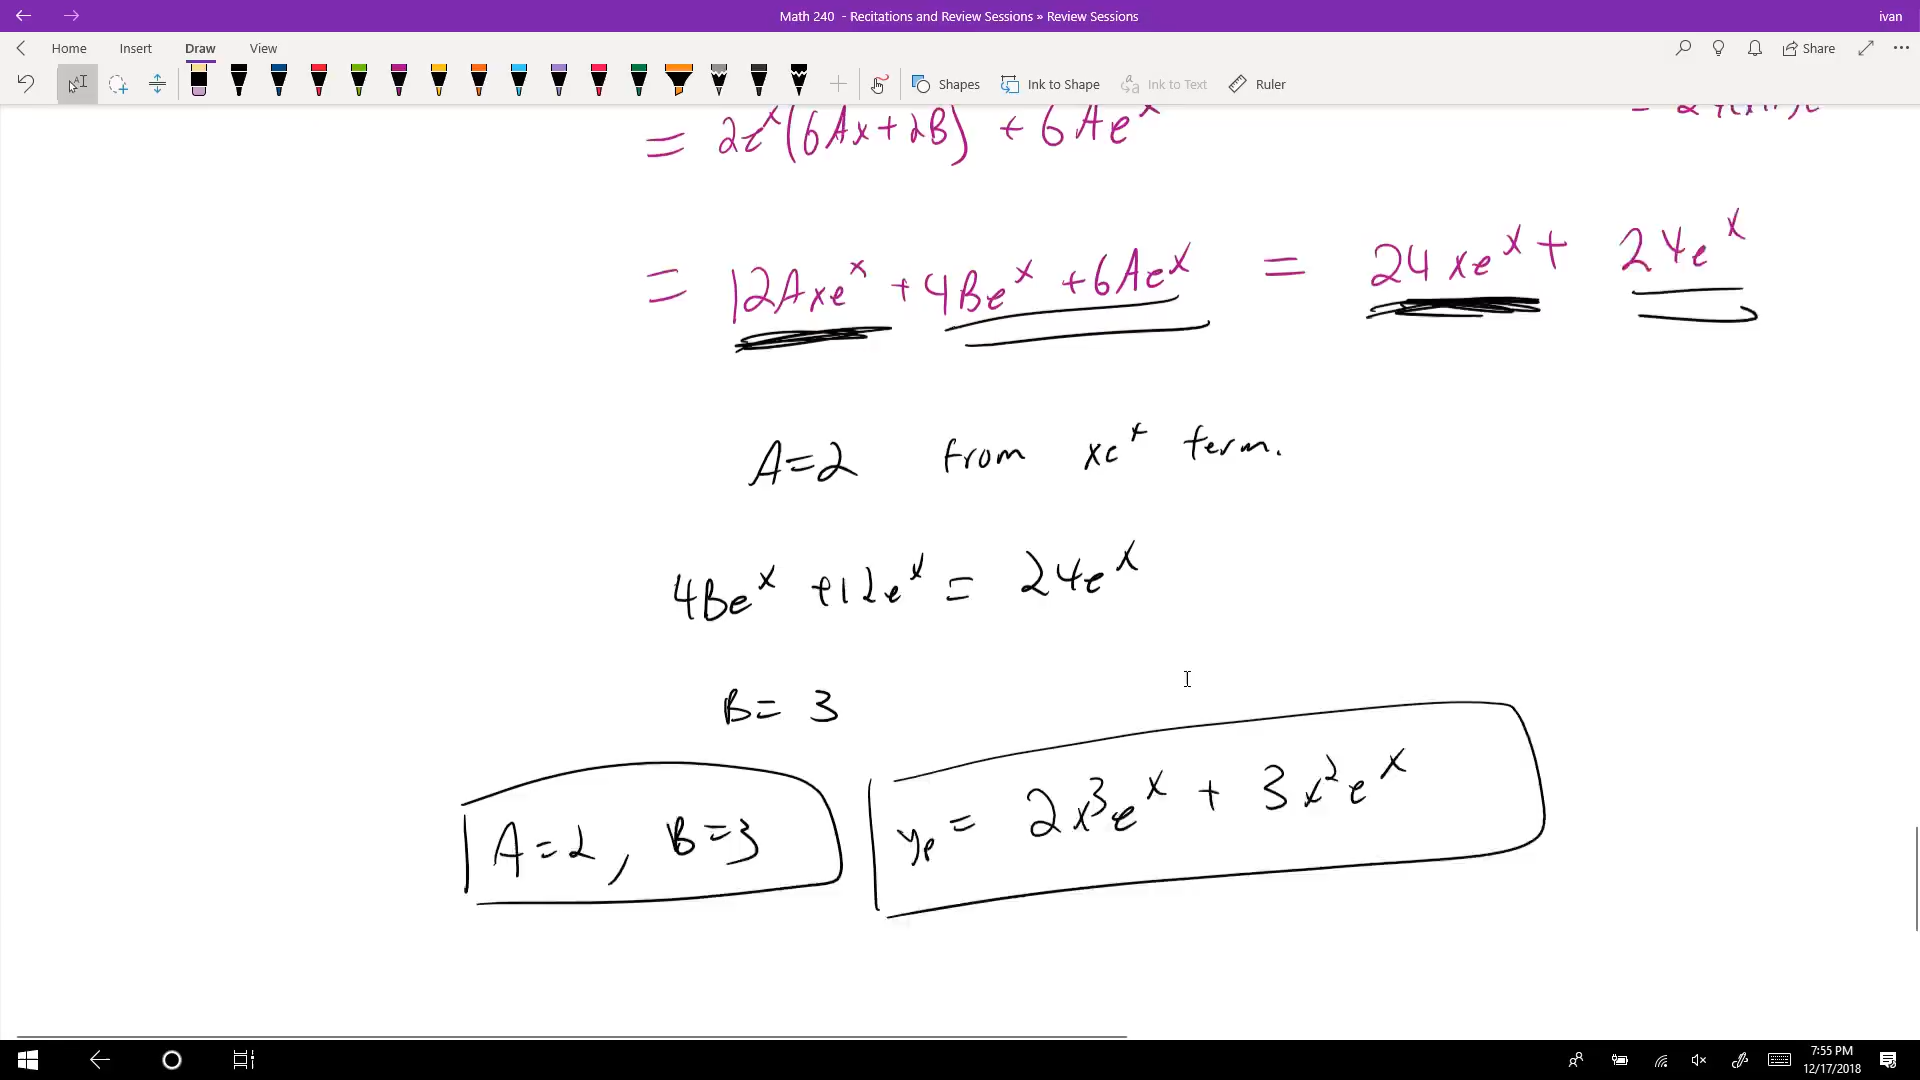 Math 240 - Recitations and Review Sessions » Review Sessions
ivan
Home Insert Draw View
Share
Shapes Ink to Shape Ink to Text Ruler
= 2e^x(6Ax+2B) + 6Ae^x
= 12Axe^x + 4Be^x + 6Ae^x = 24xe^x + 24e^x
A=2 from xe^x term.
4Be^x + 12e^x = 24e^x
B= 3
A=2, B=3
yp = 2x^3e^x + 3x^2e^x
7:55 PM
12/17/2018